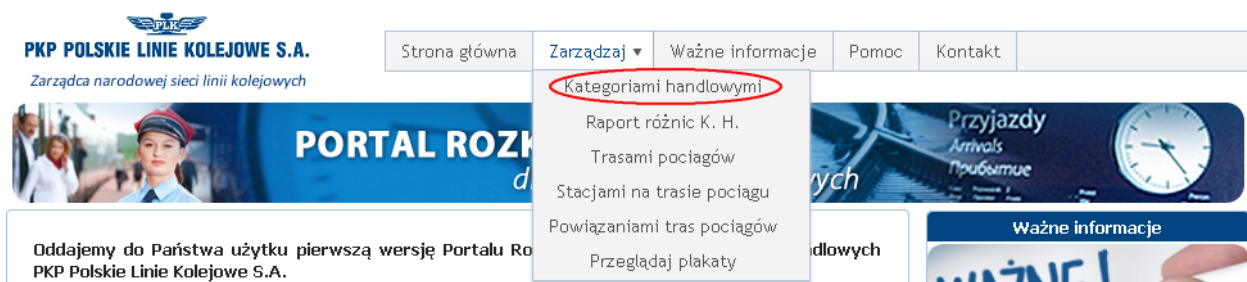 PLK
PKP POLSKIE LINIE KOLEJOWE S.A.
Zarządca narodowej sieci linii kolejowych
Strona główna Zarządzaj ▾ Ważne informacje Pomoc Kontakt
Kategoriami handlowymi
Raport różnic K. H.
Trasami pociągów
Stacjami na trasie pociągu
Powiązaniami tras pociągów
Przeglądaj plakaty
PORTAL ROZK
d
ych
Przyjazdy
Arrivals
Прибытие
Oddajemy do Państwa użytku pierwszą wersję Portalu Ro
dlowych
PKP Polskie Linie Kolejowe S.A.
Ważne informacje
WAŻNE!